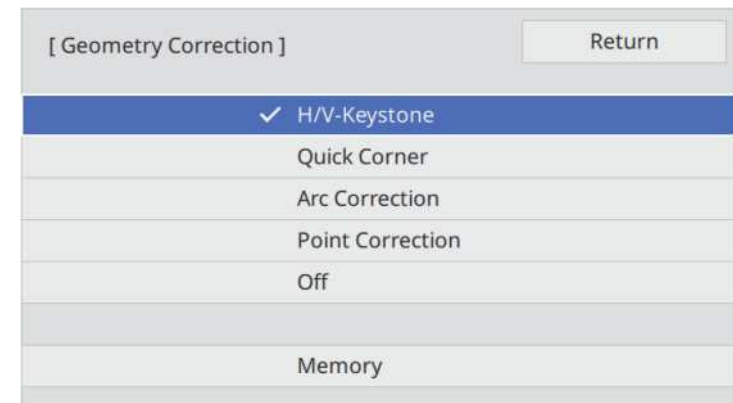 [ Geometry Correction ]
Return
✓ H/V-Keystone
Quick Corner
Arc Correction
Point Correction
Off
Memory